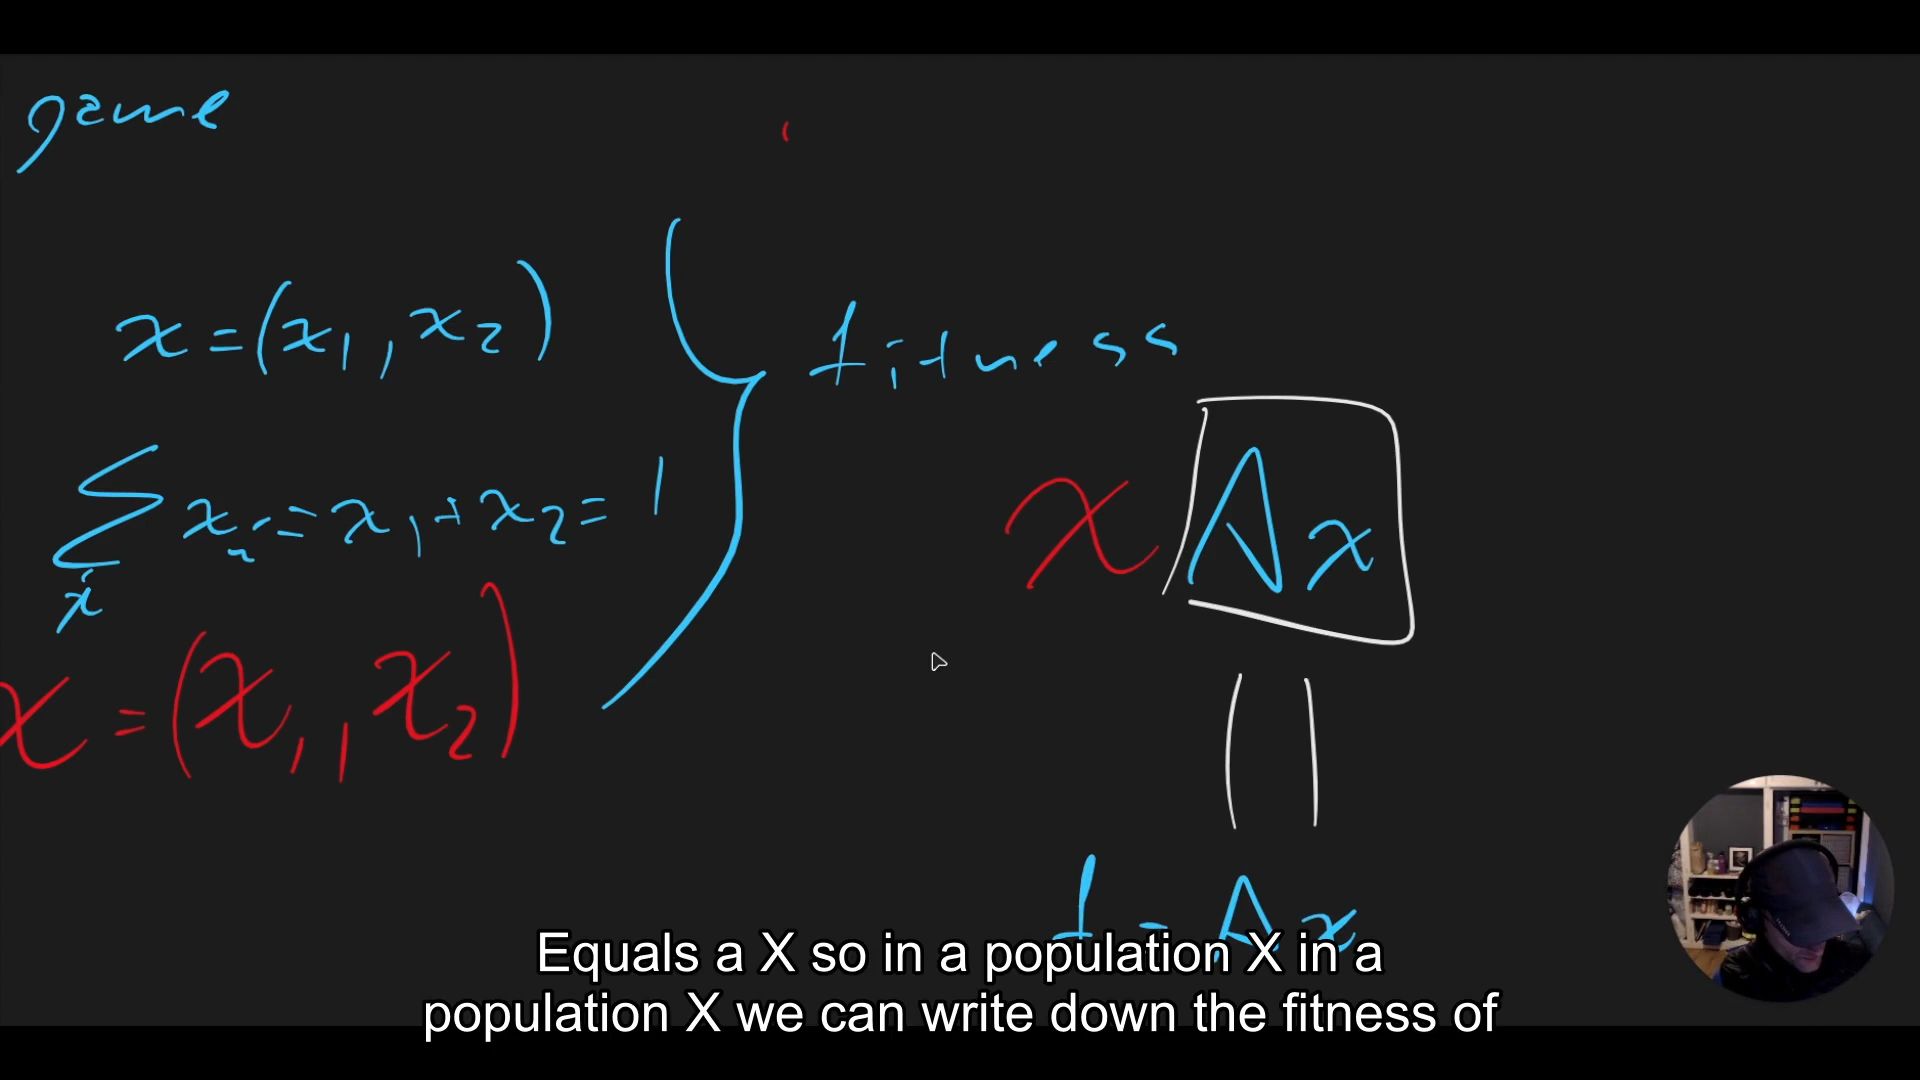 game
x = (x₁, x₂)
fitness
∑ᵢ xᵢ = x₁ + x₂ = 1
x Ax
x = (x₁, x₂)
f = Ax
Equals a X so in a population X in a
population X we can write down the fitness of